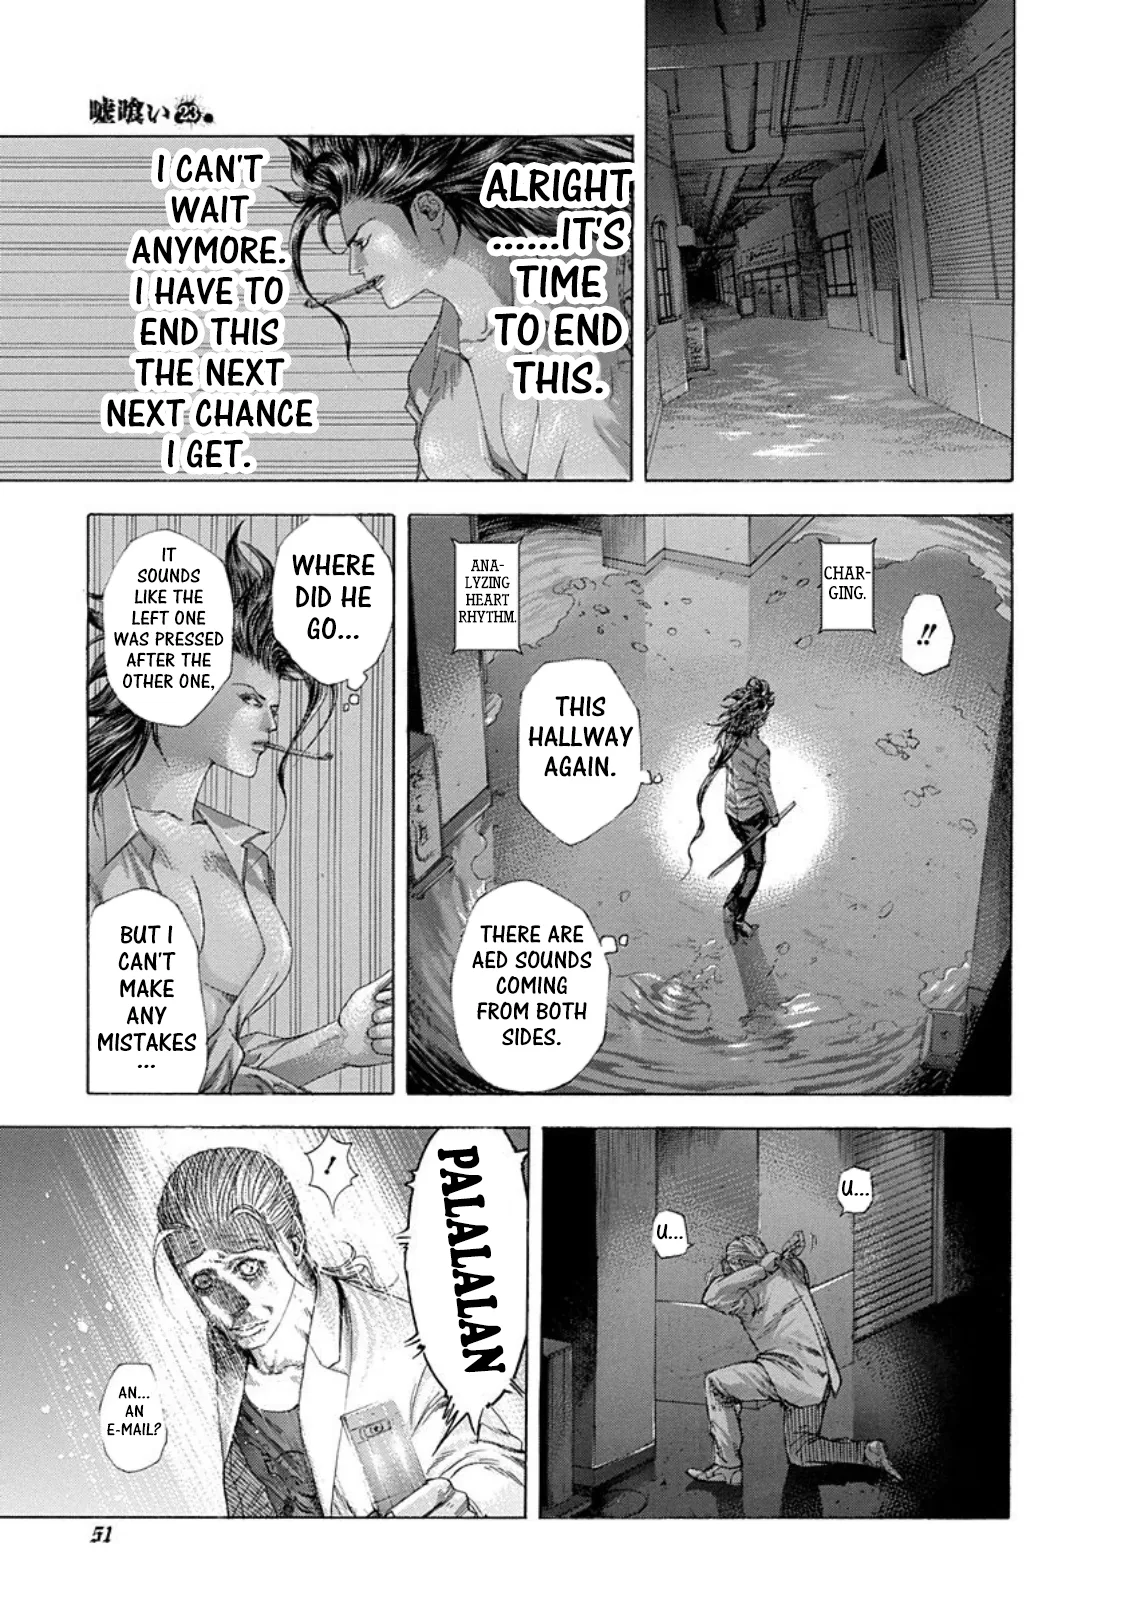 嘘喰い 23
ALRIGHT
......IT'S
TIME
TO END
THIS.
I CAN'T
WAIT
ANYMORE.
I HAVE TO
END THIS
THE NEXT
NEXT CHANCE
I GET.
!!
CHAR-
GING.
ANA-
LYZING
HEART
RHYTHM.
THIS
HALLWAY
AGAIN.
THERE ARE
AED SOUNDS
COMING
FROM BOTH
SIDES.
WHERE
DID HE
GO...
IT
SOUNDS
LIKE THE
LEFT ONE
WAS PRESSED
AFTER THE
OTHER ONE,
BUT I
CAN'T
MAKE
ANY
MISTAKES
...
U...
U...
PALALALAN
!
AN...
AN
E-MAIL?
51